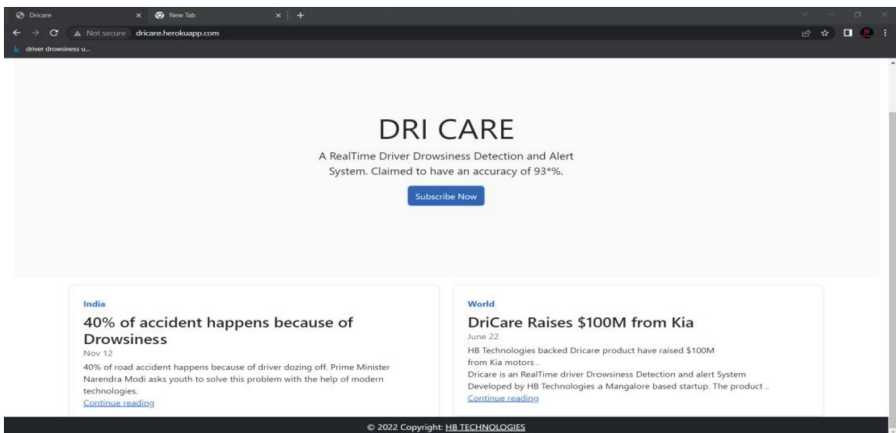 Dricare
New Tab
Not secure
dricare.herokuapp.com
driver drowsiness u...
DRI CARE
A RealTime Driver Drowsiness Detection and Alert
System. Claimed to have an accuracy of 93*%.
Subscribe Now
India
40% of accident happens because of
Drowsiness
Nov 12
40% of road accident happens because of driver dozing off. Prime Minister
Narendra Modi asks youth to solve this problem with the help of modern
technologies.
Continue reading
World
DriCare Raises $100M from Kia
June 22
HB Technologies backed Dricare product have raised $100M
from Kia motors .
Dricare is an RealTime driver Drowsiness Detection and alert System
Developed by HB Technologies a Mangalore based startup. The product ..
Continue reading
© 2022 Copyright: HB TECHNOLOGIES